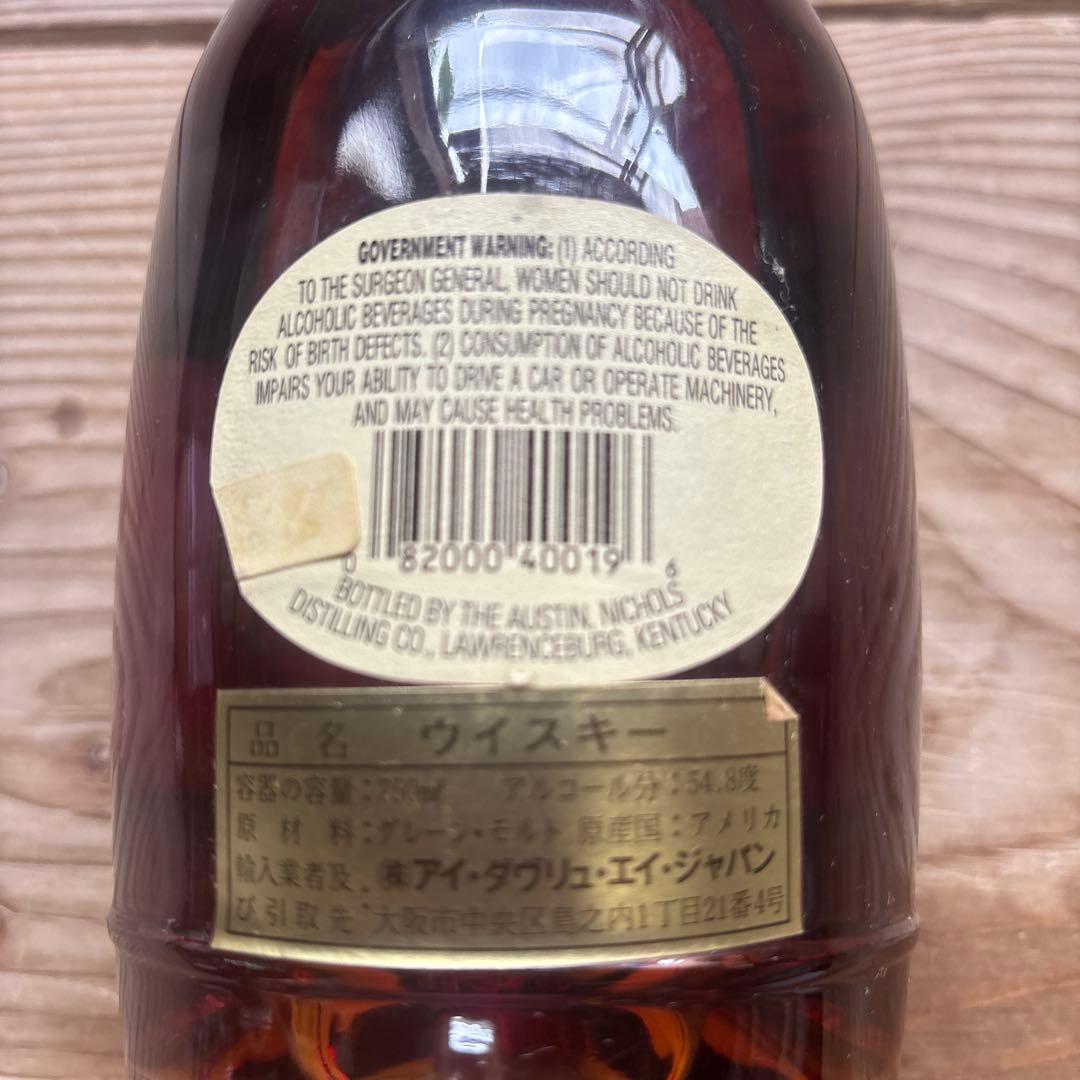 GOVERNMENT WARNING: (1) ACCORDING
TO THE SURGEON GENERAL, WOMEN SHOULD NOT DRINK
ALCOHOLIC BEVERAGES DURING PREGNANCY BECAUSE OF THE
RISK OF BIRTH DEFECTS. (2) CONSUMPTION OF ALCOHOLIC BEVERAGES
IMPAIRS YOUR ABILITY TO DRIVE A CAR OR OPERATE MACHINERY,
AND MAY CAUSE HEALTH PROBLEMS.
0 82000 40019 6
BOTTLED BY THE AUSTIN, NICHOLS
DISTILLING CO., LAWRENCEBURG, KENTUCKY
品名 ウイスキー
容器の容量:750㎖ アルコール分:54.8度
原材料:グレーン・モルト 原産国:アメリカ
輸入業者及:㈱アイ・ダヴリュ・エイ・ジャパン
び引取先:大阪市中央区島之内1丁目21番4号